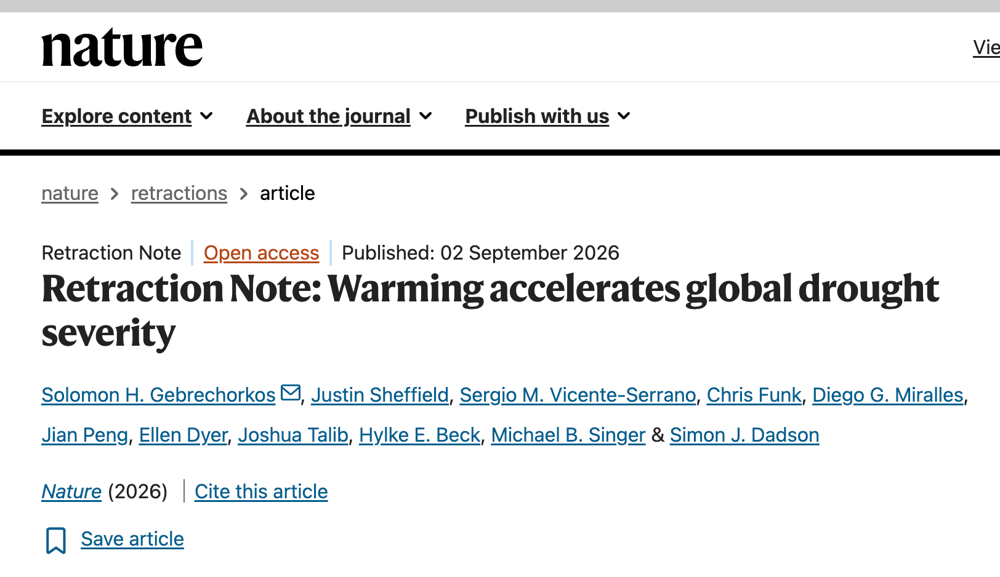 nature
Vie
Explore content About the journal Publish with us
nature > retractions > article
Retraction Note | Open access | Published: 02 September 2026
Retraction Note: Warming accelerates global drought
severity
Solomon H. Gebrechorkos, Justin Sheffield, Sergio M. Vicente-Serrano, Chris Funk, Diego G. Miralles,
Jian Peng, Ellen Dyer, Joshua Talib, Hylke E. Beck, Michael B. Singer & Simon J. Dadson
Nature (2026) | Cite this article
Save article